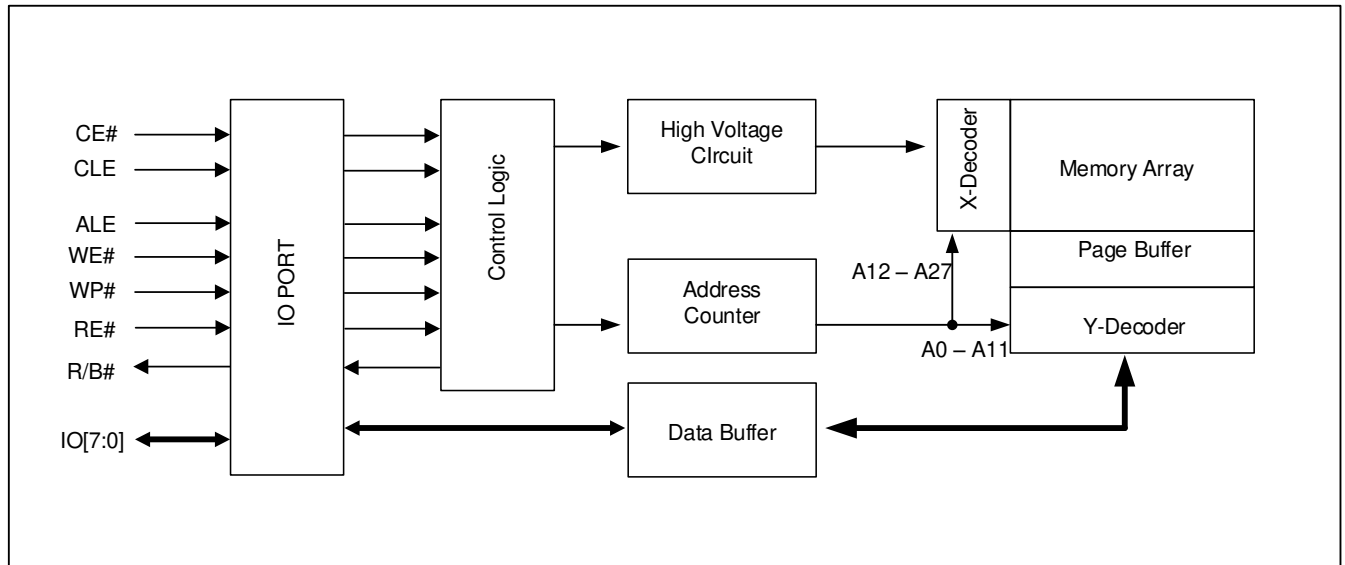 CE#
CLE
ALE
WE#
WP#
RE#
R/B#
IO[7:0]
IO PORT
Control Logic
High Voltage
CIrcuit
Address
Counter
Data Buffer
A12 – A27
A0 – A11
X-Decoder
Memory Array
Page Buffer
Y-Decoder